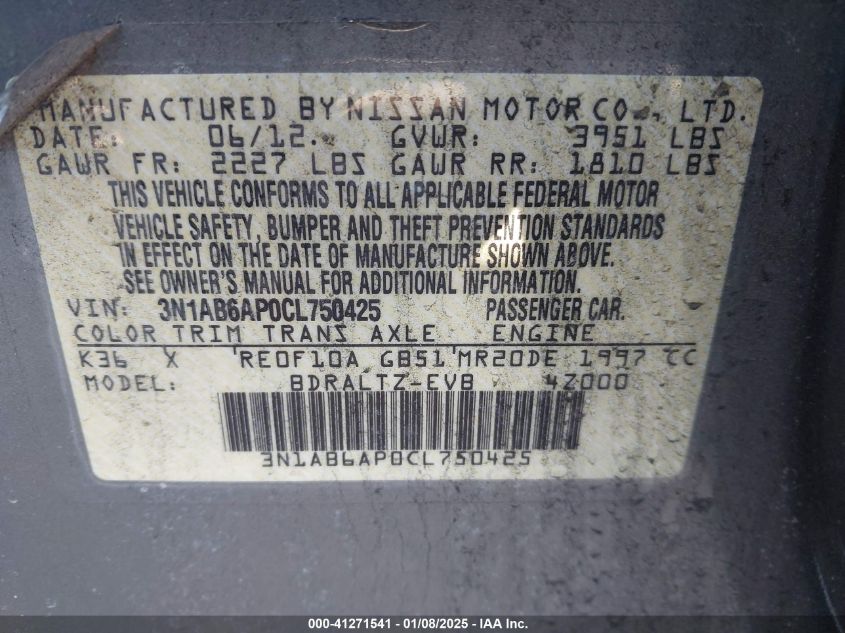 MANUFACTURED BY NISSAN MOTOR CO., LTD.
DATE: 06/12. GVWR: 3951 LBS
GAWR FR: 2227 LBS GAWR RR: 1810 LBS
THIS VEHICLE CONFORMS TO ALL APPLICABLE FEDERAL MOTOR
VEHICLE SAFETY, BUMPER AND THEFT PREVENTION STANDARDS
IN EFFECT ON THE DATE OF MANUFACTURE SHOWN ABOVE.
SEE OWNER'S MANUAL FOR ADDITIONAL INFORMATION.
VIN: 3N1AB6AP0CL750425 PASSENGER CAR.
COLOR TRIM TRANS AXLE ENGINE
K36 X RE0F10A GB51 MR20DE 1997 CC
MODEL: BDRALTZ-EVB 4Z000
3N1AB6AP0CL750425
000-41271541 - 01/08/2025 - IAA Inc.